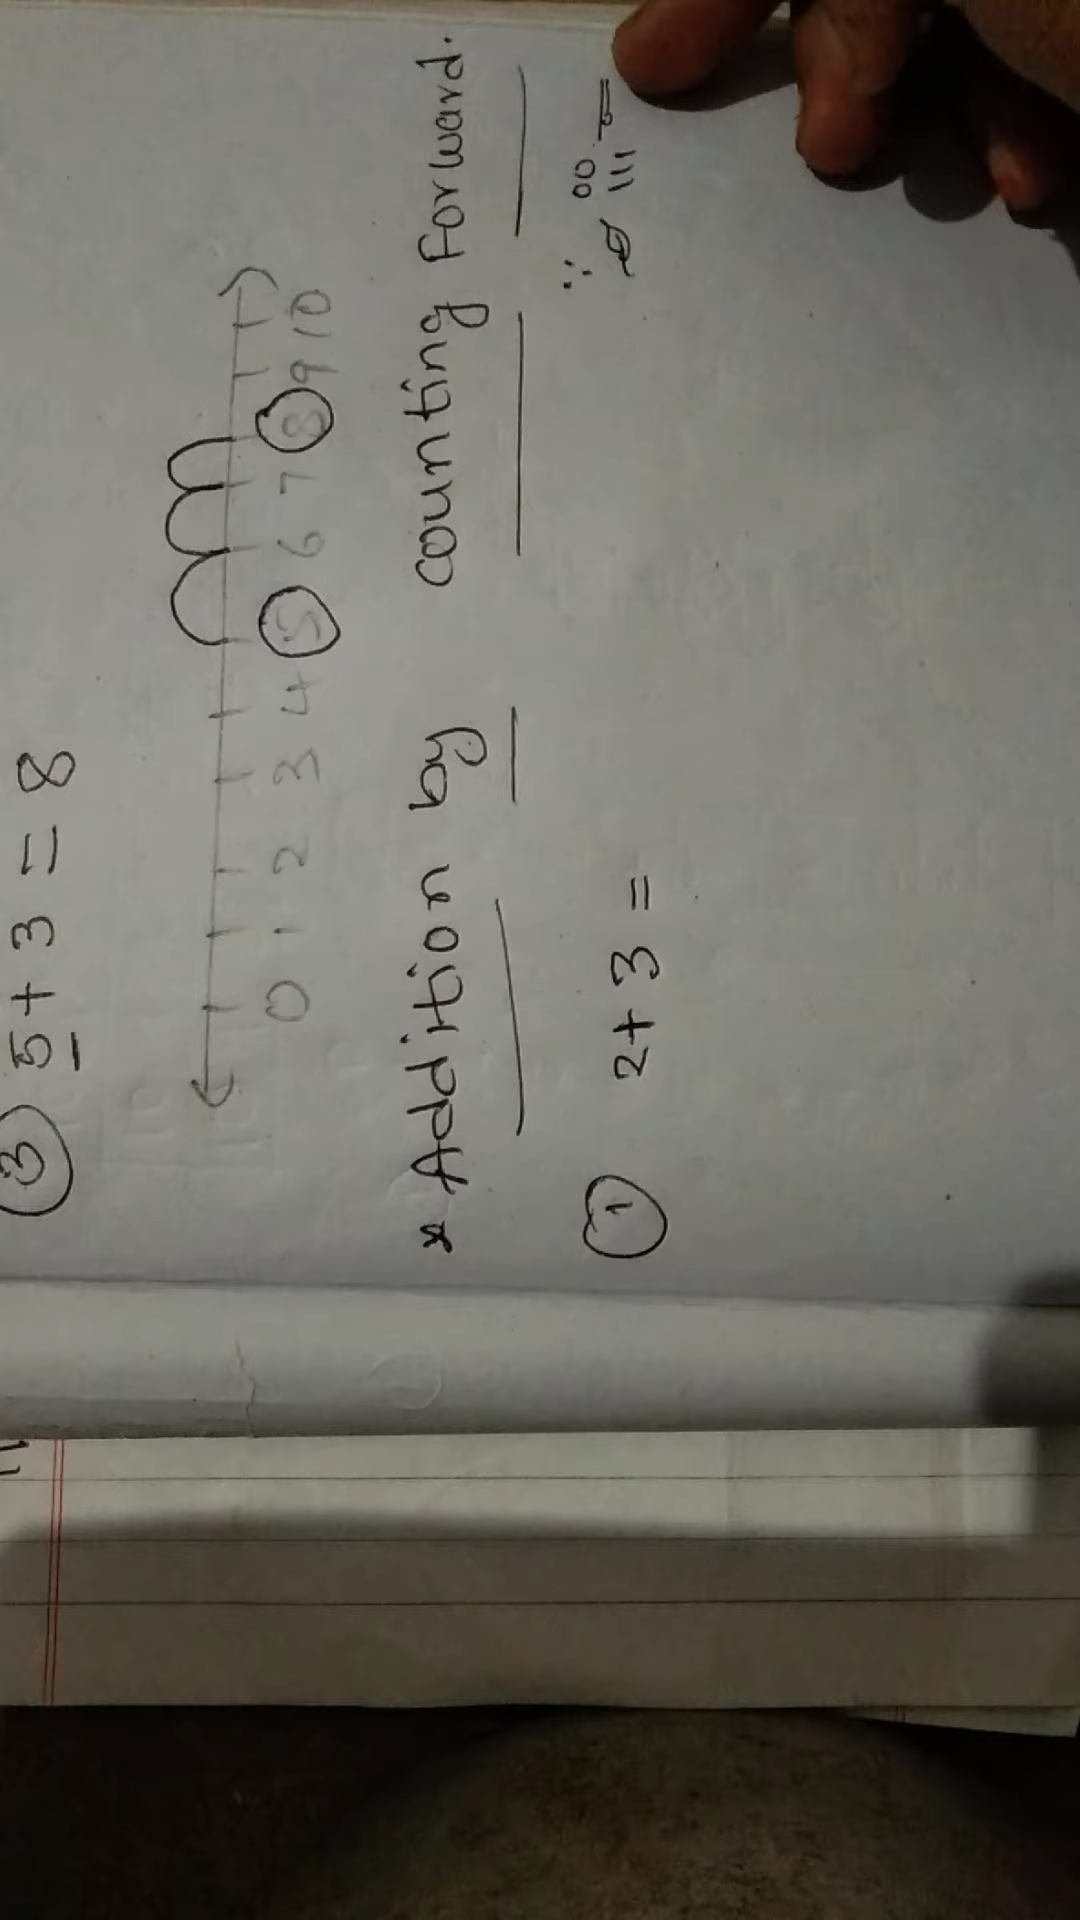 ③ 5 + 3 = 8
0 1 2 3 4 5 6 7 8 9 10
* Addition by counting forward.
① 2 + 3 =